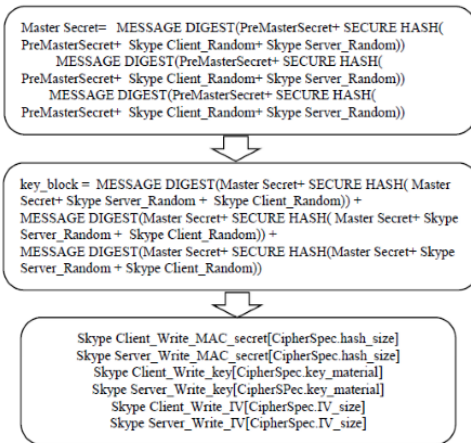 Master Secret= MESSAGE DIGEST(PreMasterSecret+ SECURE HASH(
PreMasterSecret+ Skype Client_Random+ Skype Server_Random))
MESSAGE DIGEST(PreMasterSecret+ SECURE HASH(
PreMasterSecret+ Skype Client_Random+ Skype Server_Random))
MESSAGE DIGEST(PreMasterSecret+ SECURE HASH(
PreMasterSecret+ Skype Client_Random+ Skype Server_Random))
key_block = MESSAGE DIGEST(Master Secret+ SECURE HASH( Master
Secret+ Skype Server_Random + Skype Client_Random)) +
MESSAGE DIGEST(Master Secret+ SECURE HASH( Master Secret+ Skype
Server_Random + Skype Client_Random)) +
MESSAGE DIGEST(Master Secret+ SECURE HASH(Master Secret+ Skype
Server_Random + Skype Client_Random))
Skype Client_Write_MAC_secret[CipherSpec.hash_size]
Skype Server_Write_MAC_secret[CipherSpec.hash_size]
Skype Client_Write_key[CipherSpec.key_material]
Skype Server_Write_key[CipherSPec.key_material]
Skype Client_Write_IV[CipherSpec.IV_size]
Skype Server_Write_IV[CipherSpec.IV_size]